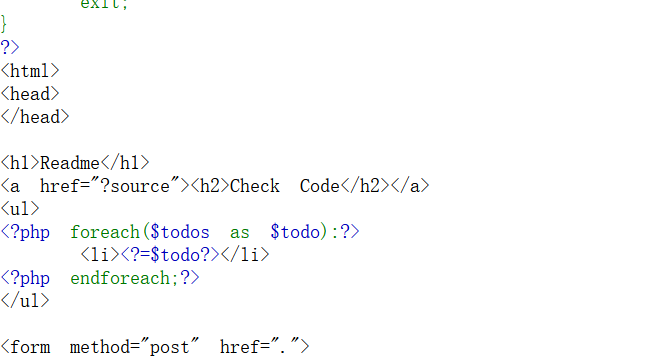 exit;
}
?>
<html>
<head>
</head>
<h1>Readme</h1>
<a href="?source"><h2>Check Code</h2></a>
<ul>
<?php foreach($todos as $todo):?>
<li><?=$todo?></li>
<?php endforeach;?>
</ul>
<form method="post" href=".">